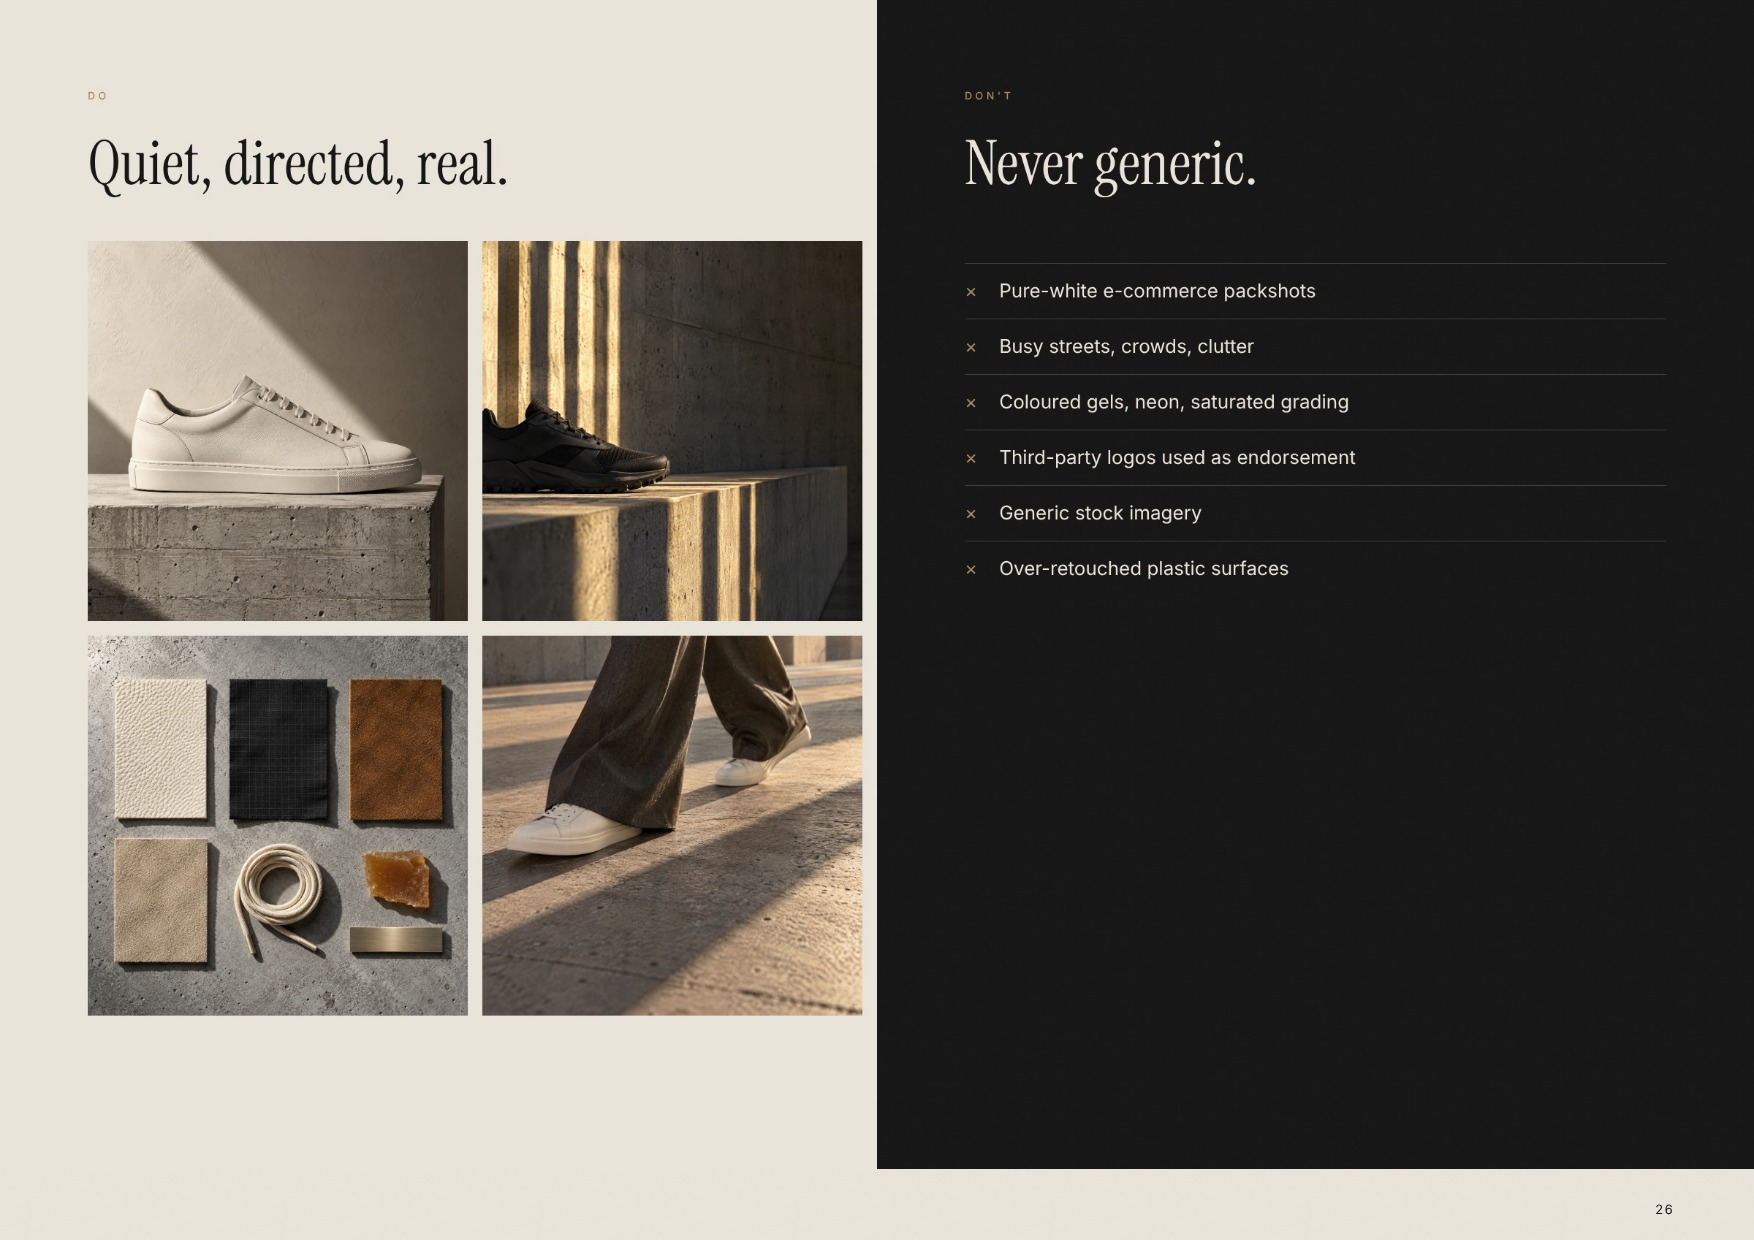 DO
Quiet, directed, real.
DON'T
Never generic.
× Pure-white e-commerce packshots
× Busy streets, crowds, clutter
× Coloured gels, neon, saturated grading
× Third-party logos used as endorsement
× Generic stock imagery
× Over-retouched plastic surfaces
26